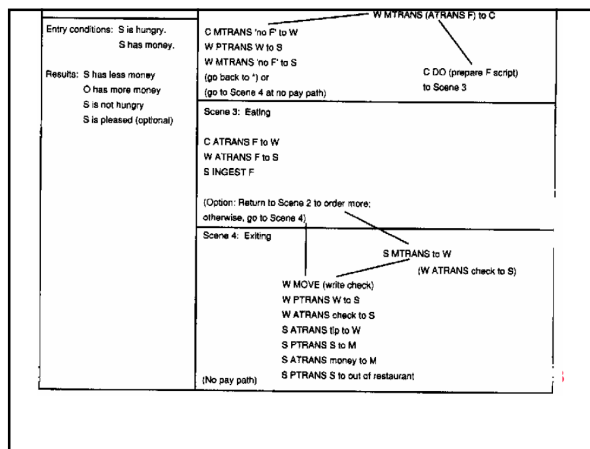 W MTRANS (ATRANS F) to C
Entry conditions: S is hungry.
S has money.
Results: S has less money
O has more money
S is not hungry
S is pleased (optional)
C MTRANS 'no F' to W
W PTRANS W to S
W MTRANS 'no F' to S
(go back to *) or
(go to Scene 4 at no pay path)
C DO (prepare F script)
to Scene 3
Scene 3: Eating
C ATRANS F to W
W ATRANS F to S
S INGEST F
(Option: Return to Scene 2 to order more;
otherwise, go to Scene 4)
Scene 4: Exiting
S MTRANS to W
(W ATRANS check to S)
W MOVE (write check)
W PTRANS W to S
W ATRANS check to S
S ATRANS tip to W
S PTRANS S to M
S ATRANS money to M
S PTRANS S to out of restaurant
(No pay path)